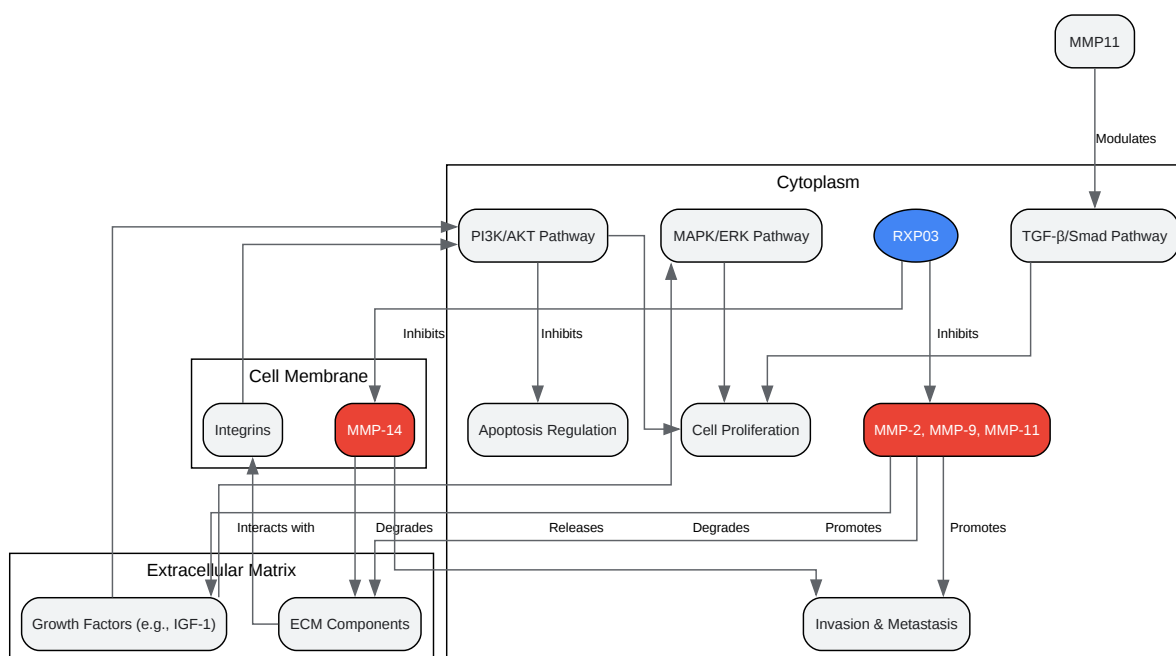 MMP11
Modulates
Cytoplasm
PI3K/AKT Pathway
MAPK/ERK Pathway
RXP03
TGF-β/Smad Pathway
Inhibits
Inhibits
Inhibits
Cell Membrane
Integrins
MMP-14
Apoptosis Regulation
Cell Proliferation
MMP-2, MMP-9, MMP-11
Interacts with
Degrades
Releases
Degrades
Promotes
Promotes
Extracellular Matrix
Growth Factors (e.g., IGF-1)
ECM Components
Invasion & Metastasis